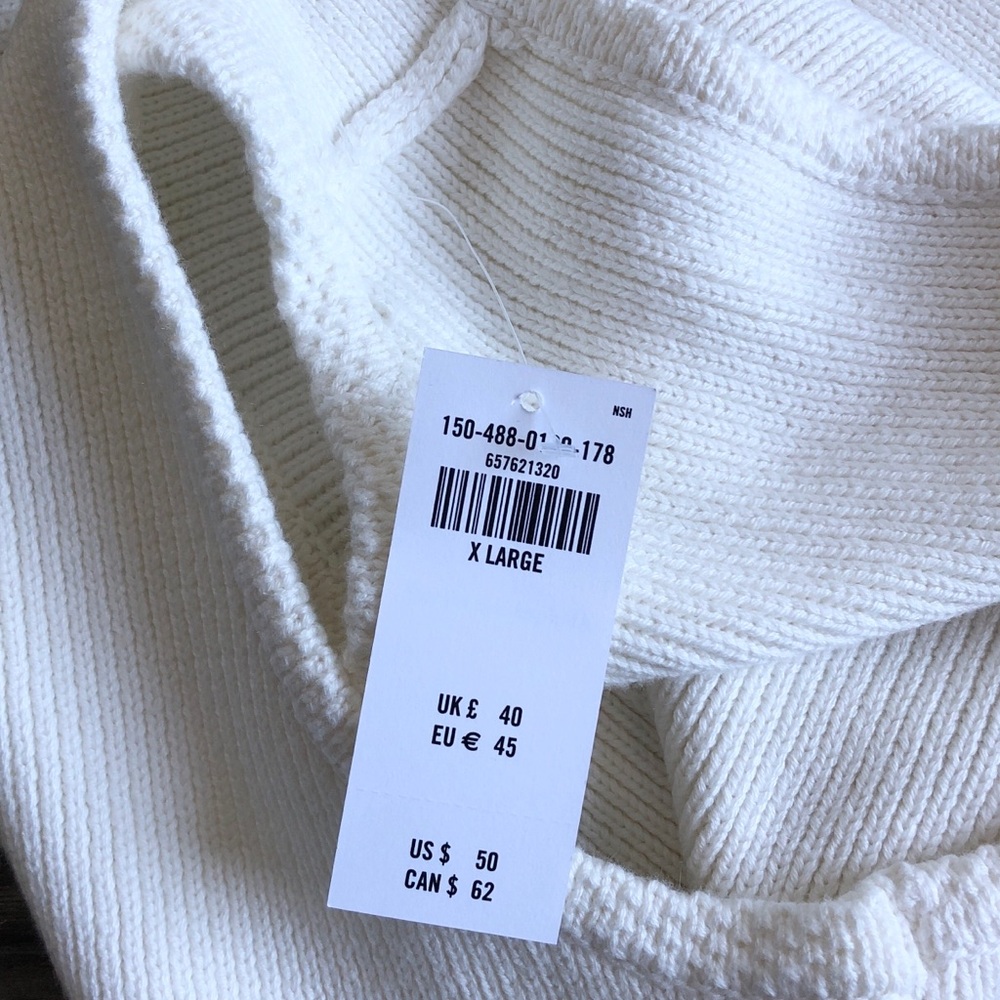 NSH
657621320
X LARGE
UK £ 40
EU € 45
US $ 50
CAN $ 62